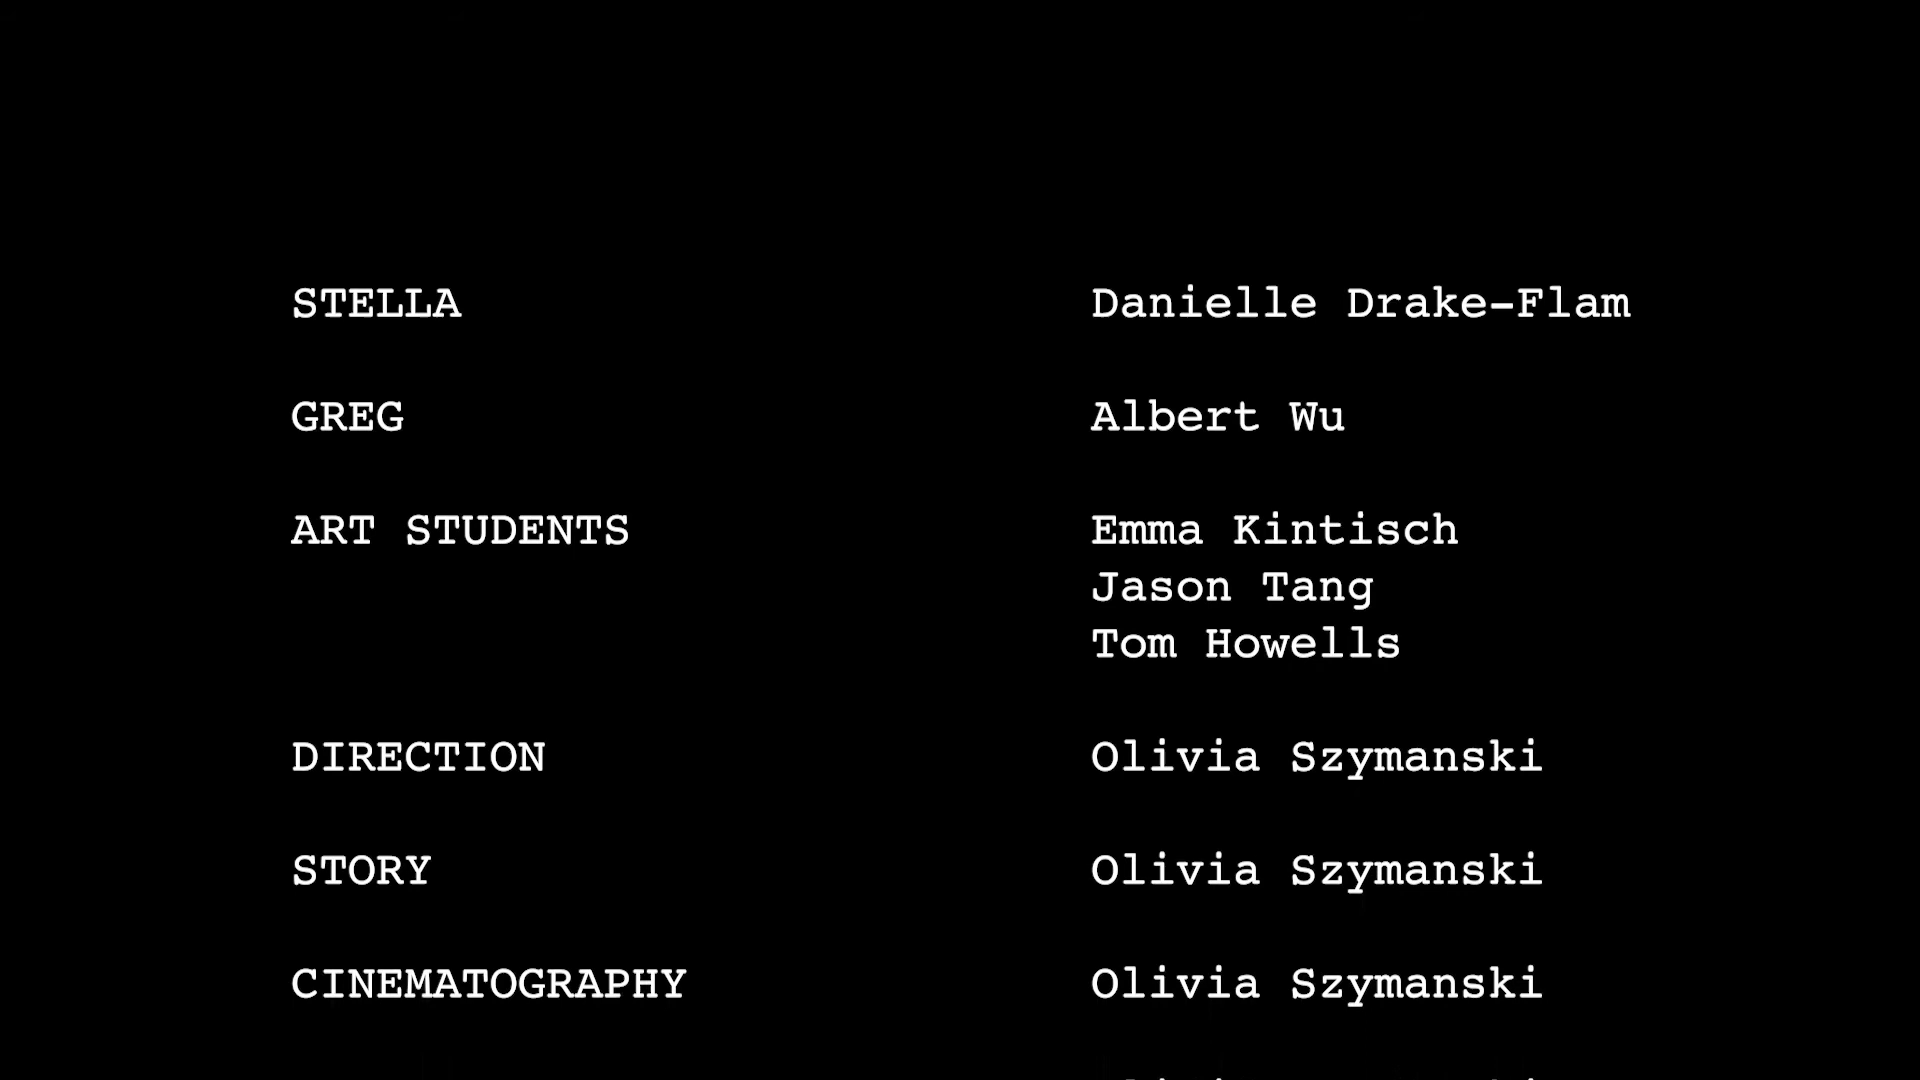 STELLA Danielle Drake-Flam
GREG Albert Wu
ART STUDENTS Emma Kintisch
Jason Tang
Tom Howells
DIRECTION Olivia Szymanski
STORY Olivia Szymanski
CINEMATOGRAPHY Olivia Szymanski